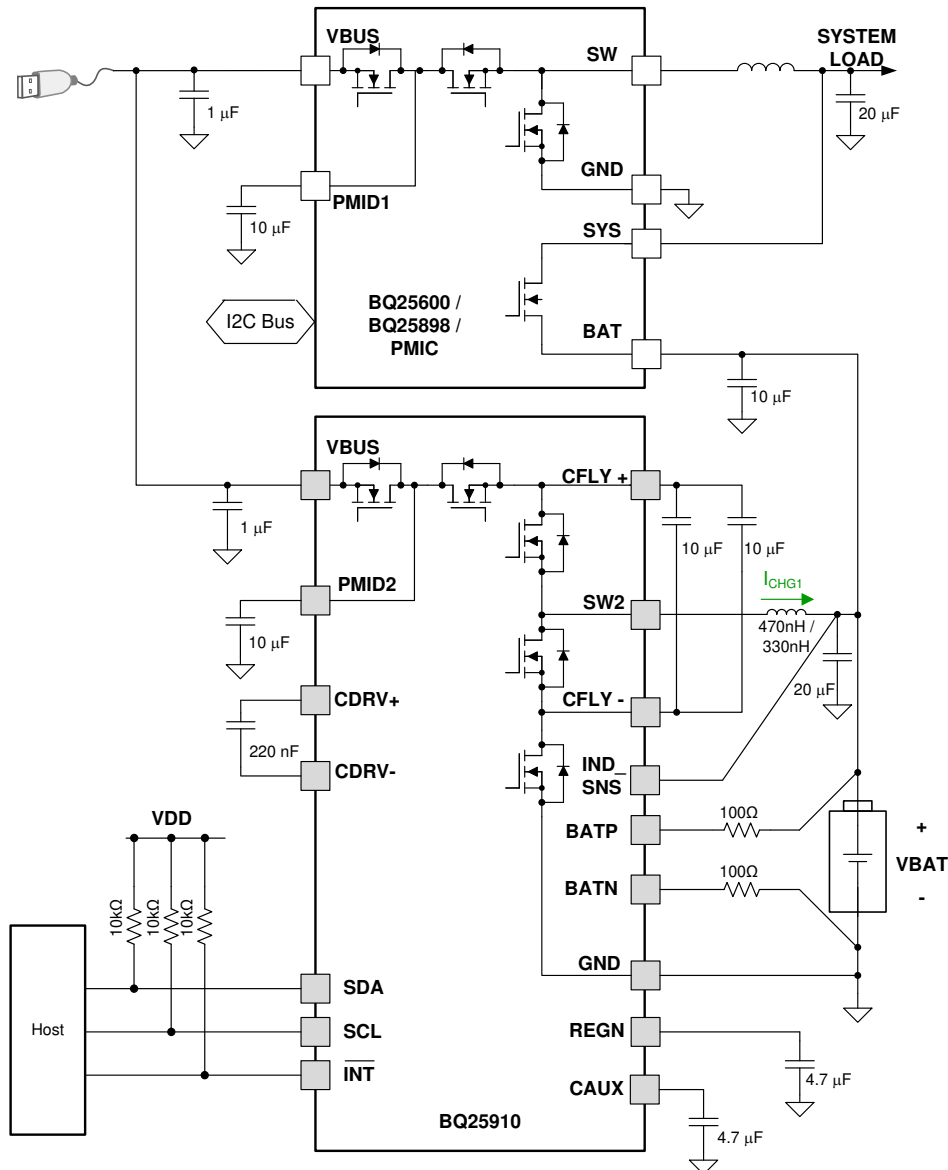 VBUS
SW
SYSTEM
LOAD
1 µF
20 µF
GND
PMID1
10 µF
SYS
I2C Bus
BQ25600 /
BQ25898 /
PMIC
BAT
10 µF
VBUS
CFLY +
1 µF
10 µF
10 µF
PMID2
ICHG1
SW2
470nH /
330nH
10 µF
20 µF
CDRV+
CFLY -
220 nF
IND_
SNS
CDRV-
100Ω
BATP
+
VDD
VBAT
100Ω
BATN
-
10kΩ
10kΩ
10kΩ
GND
SDA
Host
SCL
REGN
INT
4.7 µF
CAUX
BQ25910
4.7 µF